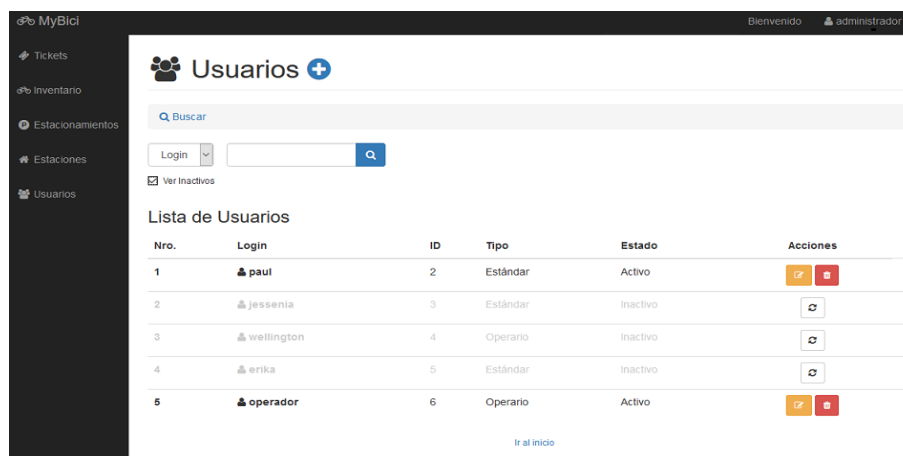 MyBici
Bienvenido administrador
Tickets
Inventario
Estacionamientos
Estaciones
Usuarios
Usuarios
Buscar
Login
Ver Inactivos
Lista de Usuarios
Nro. Login ID Tipo Estado Acciones
1 paul 2 Estándar Activo
2 jessenia 3 Estándar Inactivo
3 wellington 4 Operario Inactivo
4 erika 5 Estándar Inactivo
5 operador 6 Operario Activo
Ir al inicio